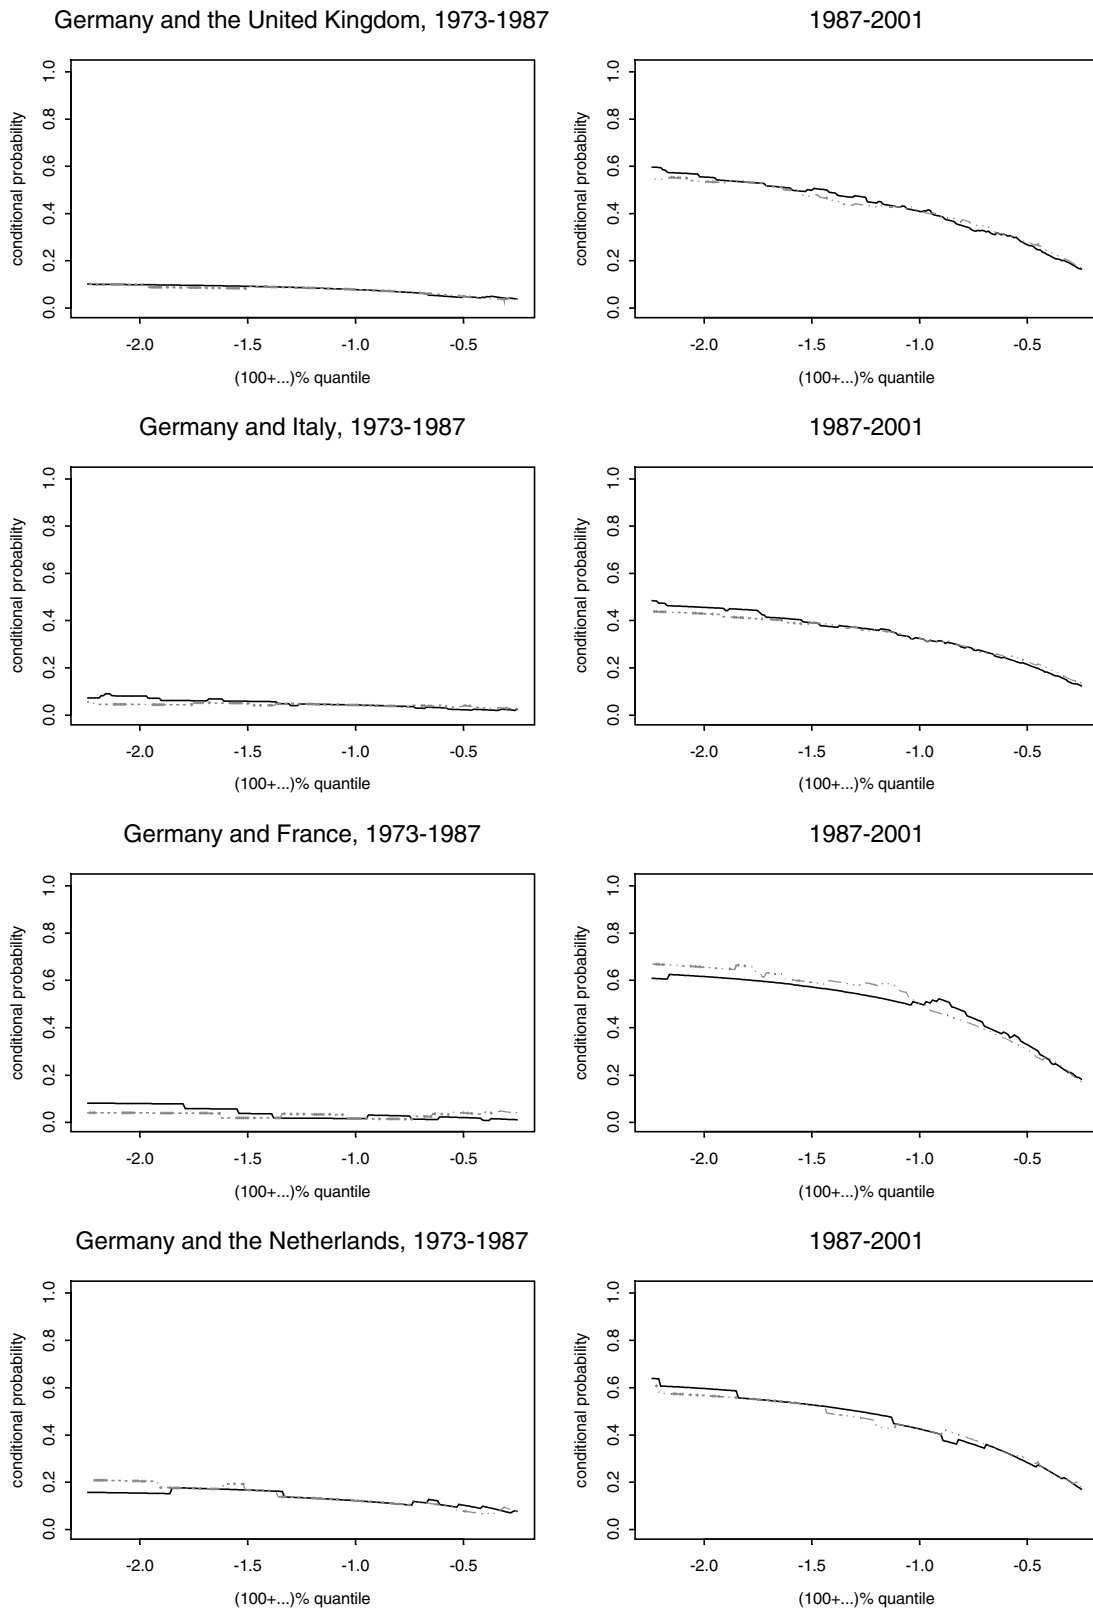 Germany and the United Kingdom, 1973-1987
1987-2001
conditional probability
0.0 0.2 0.4 0.6 0.8 1.0
-2.0 -1.5 -1.0 -0.5
(100+...)% quantile
conditional probability
0.0 0.2 0.4 0.6 0.8 1.0
-2.0 -1.5 -1.0 -0.5
(100+...)% quantile
Germany and Italy, 1973-1987
1987-2001
conditional probability
0.0 0.2 0.4 0.6 0.8 1.0
-2.0 -1.5 -1.0 -0.5
(100+...)% quantile
conditional probability
0.0 0.2 0.4 0.6 0.8 1.0
-2.0 -1.5 -1.0 -0.5
(100+...)% quantile
Germany and France, 1973-1987
1987-2001
conditional probability
0.0 0.2 0.4 0.6 0.8 1.0
-2.0 -1.5 -1.0 -0.5
(100+...)% quantile
conditional probability
0.0 0.2 0.4 0.6 0.8 1.0
-2.0 -1.5 -1.0 -0.5
(100+...)% quantile
Germany and the Netherlands, 1973-1987
1987-2001
conditional probability
0.0 0.2 0.4 0.6 0.8 1.0
-2.0 -1.5 -1.0 -0.5
(100+...)% quantile
conditional probability
0.0 0.2 0.4 0.6 0.8 1.0
-2.0 -1.5 -1.0 -0.5
(100+...)% quantile